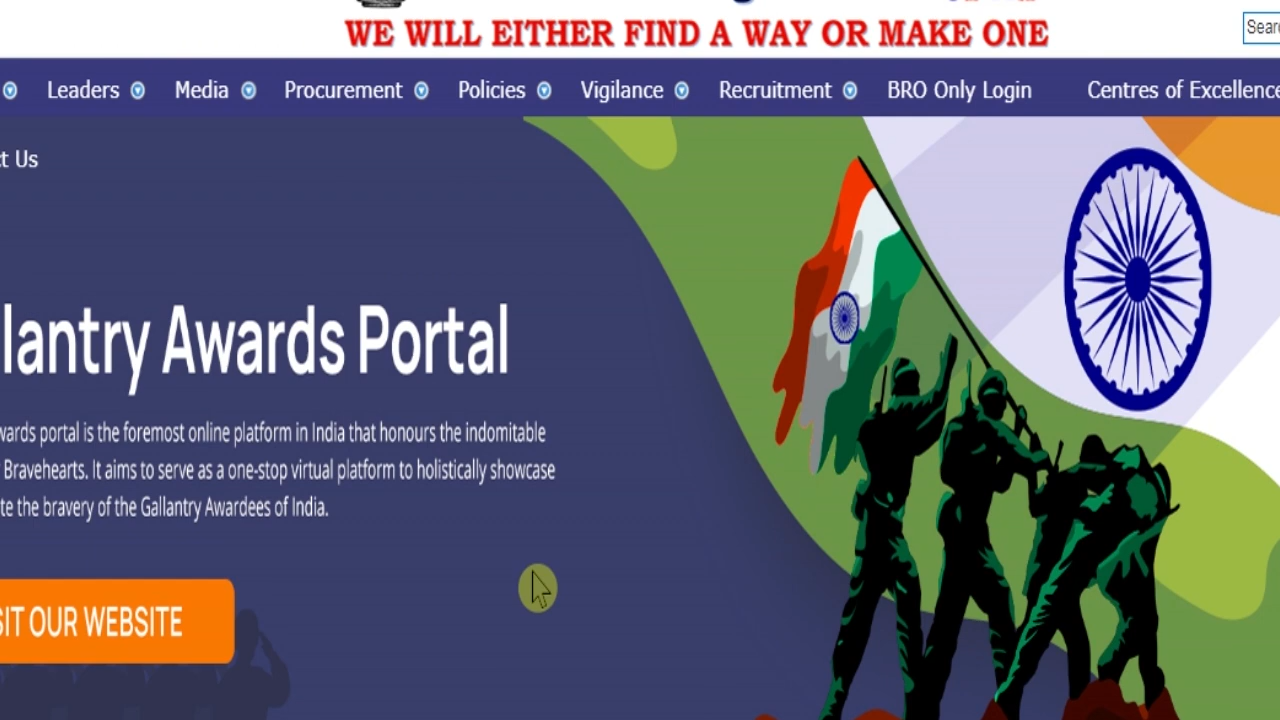 WE WILL EITHER FIND A WAY OR MAKE ONE
Sear
Leaders Media Procurement Policies Vigilance Recruitment BRO Only Login Centres of Excellence
ct Us
llantry Awards Portal
wards portal is the foremost online platform in India that honours the indomitable
Bravehearts. It aims to serve as a one-stop virtual platform to holistically showcase
te the bravery of the Gallantry Awardees of India.
SIT OUR WEBSITE